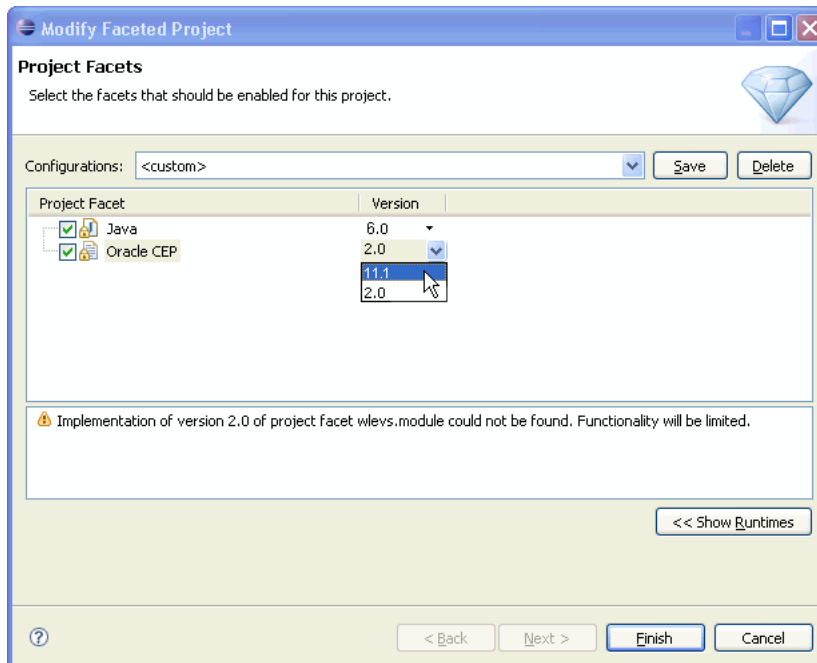 Modify Faceted Project
Project Facets
Select the facets that should be enabled for this project.
Configurations: <custom> Save Delete
Project Facet Version
Java 6.0
Oracle CEP 2.0
11.1
2.0
Implementation of version 2.0 of project facet wlevs.module could not be found. Functionality will be limited.
<< Show Runtimes
? < Back Next > Finish Cancel